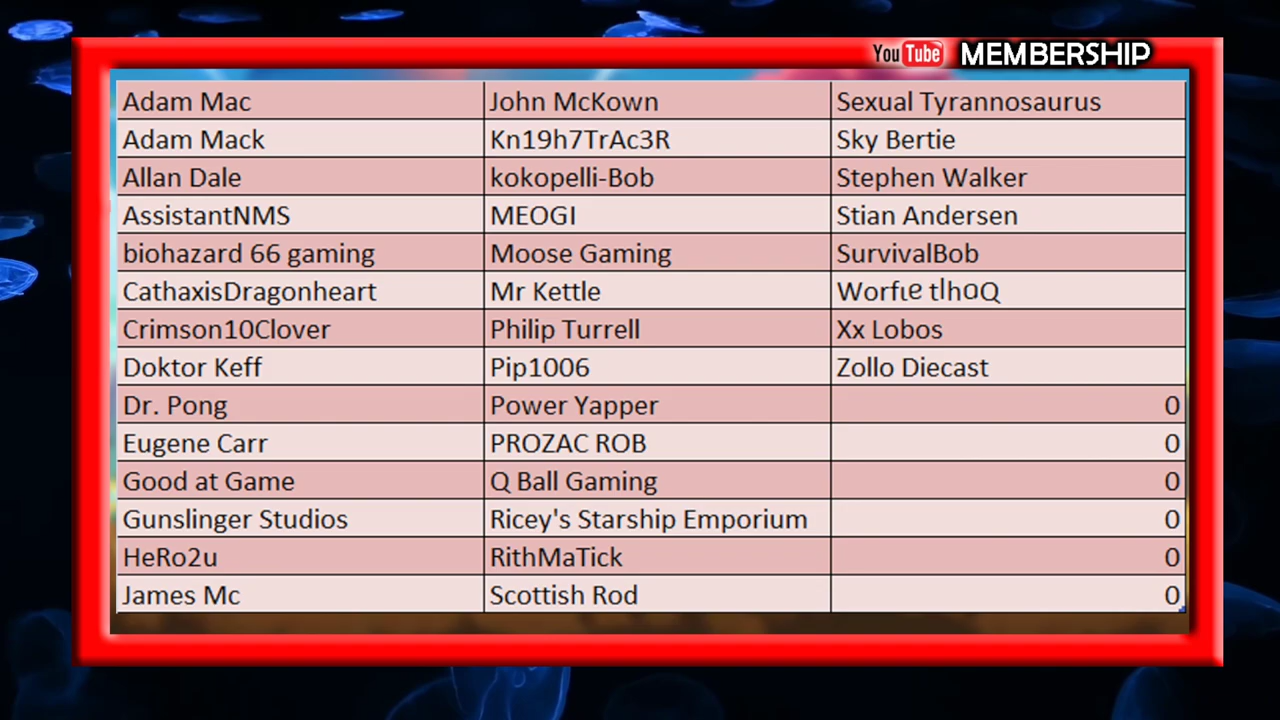 YouTube MEMBERSHIP
Adam Mac John McKown Sexual Tyrannosaurus
Adam Mack Kn19h7TrAc3R Sky Bertie
Allan Dale kokopelli-Bob Stephen Walker
AssistantNMS MEOGI Stian Andersen
biohazard 66 gaming Moose Gaming SurvivalBob
CathaxisDragonheart Mr Kettle Worfɩҽ tlhαQ
Crimson10Clover Philip Turrell Xx Lobos
Doktor Keff Pip1006 Zollo Diecast
Dr. Pong Power Yapper 0
Eugene Carr PROZAC ROB 0
Good at Game Q Ball Gaming 0
Gunslinger Studios Ricey's Starship Emporium 0
HeRo2u RithMaTick 0
James Mc Scottish Rod 0